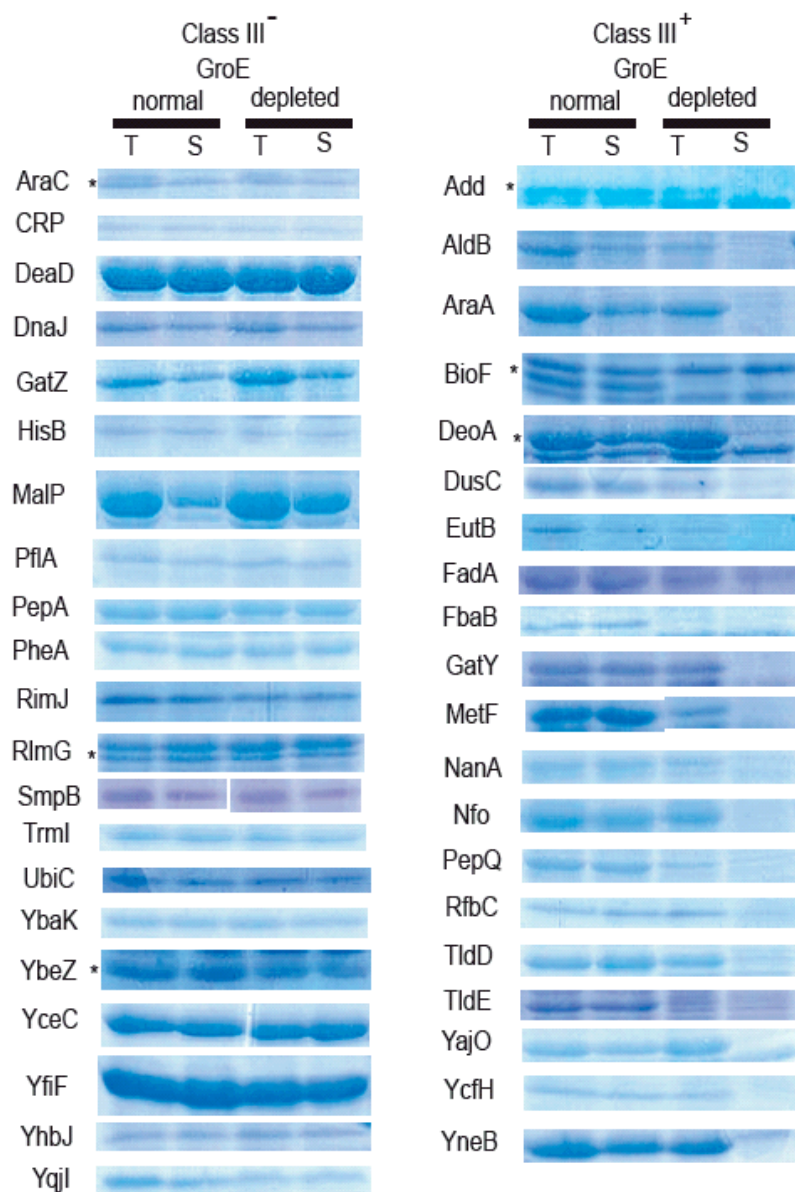 Class III⁻
GroE
normal depleted
T S T S
AraC *
CRP
DeaD
DnaJ
GatZ
HisB
MalP
PflA
PepA
PheA
RimJ
RlmG *
SmpB
TrmI
UbiC
YbaK
YbeZ *
YceC
YfiF
YhbJ
YqjI
Class III⁺
GroE
normal depleted
T S T S
Add *
AldB
AraA
BioF *
DeoA *
DusC
EutB
FadA
FbaB
GatY
MetF
NanA
Nfo
PepQ
RfbC
TldD
TldE
YajO
YcfH
YneB